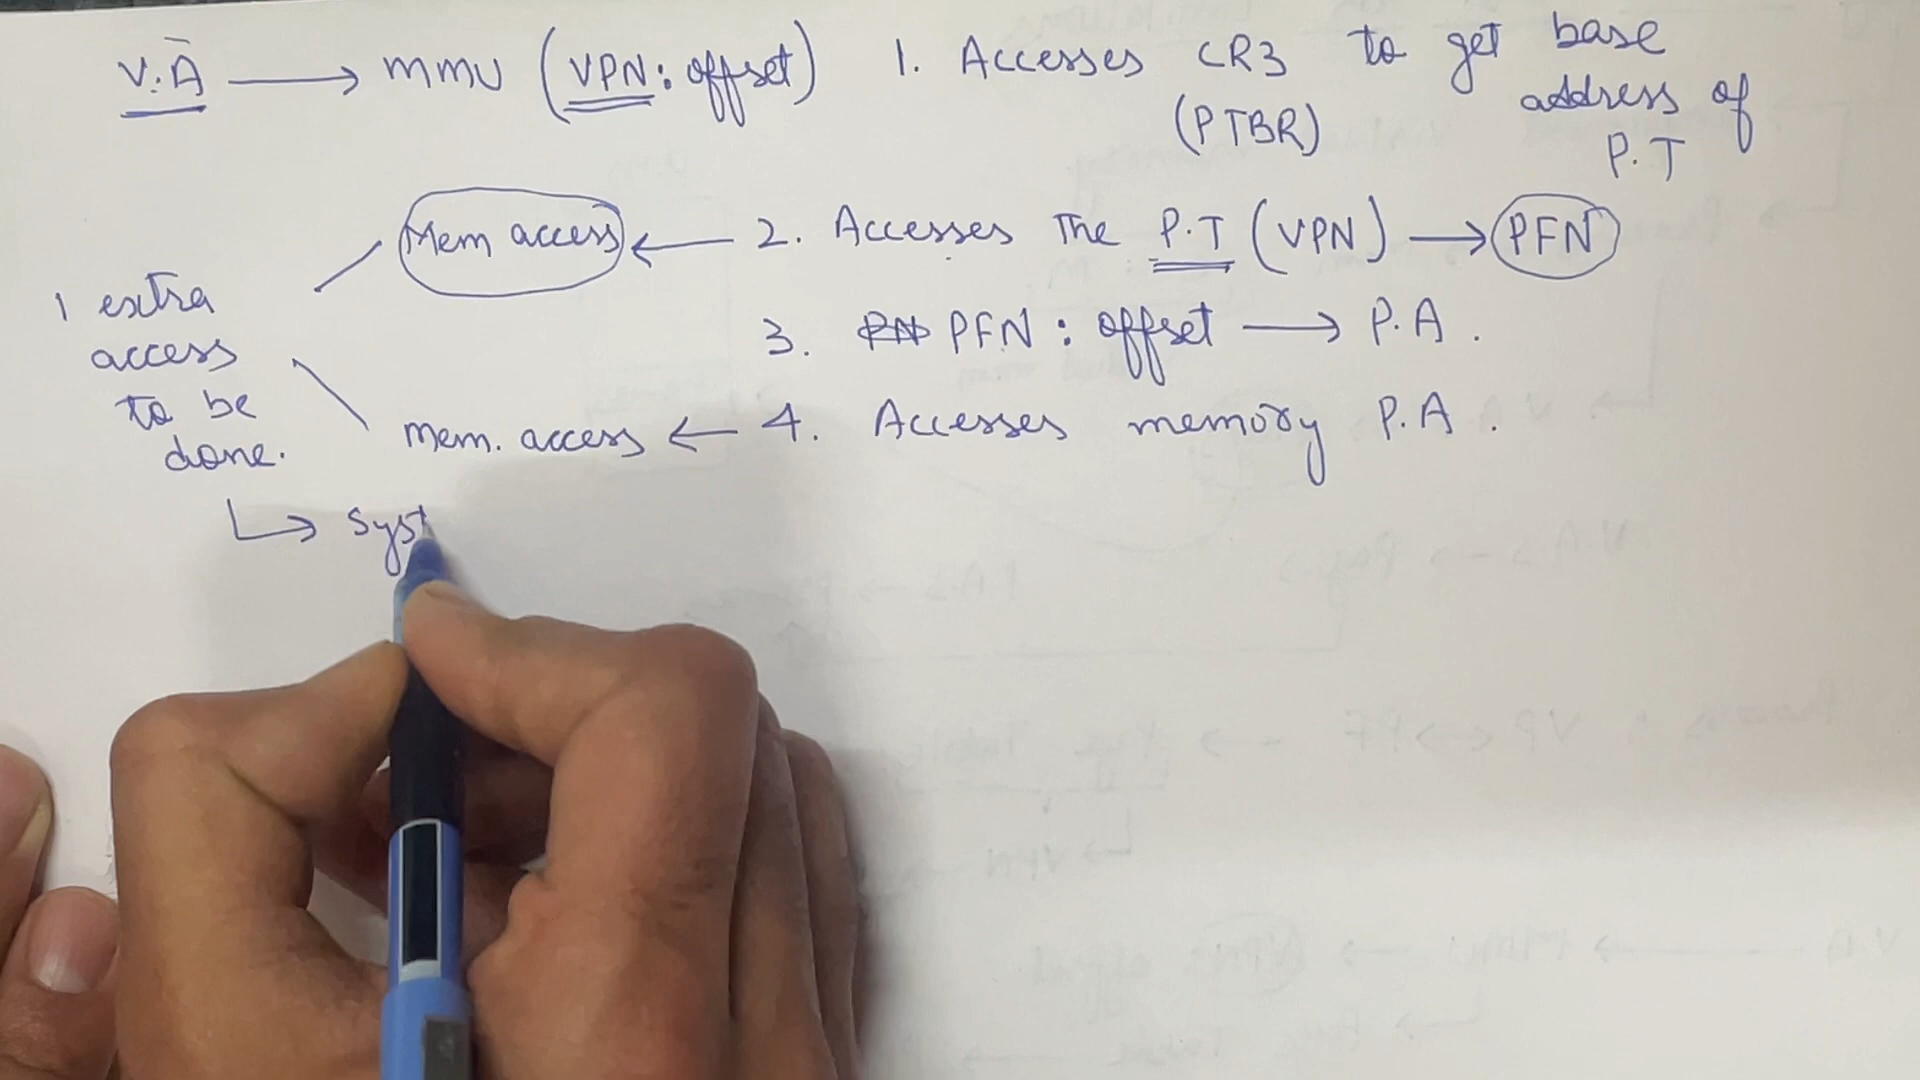 V.A → MMU (VPN: offset) 1. Accesses CR3 to get base
(PTBR) address of
P.T
Mem access ← 2. Accesses the P.T (VPN) → PFN
1 extra
access
to be
done.
3. PFN : offset → P.A.
Mem. access ← 4. Accesses memory P.A.
↳ Syst